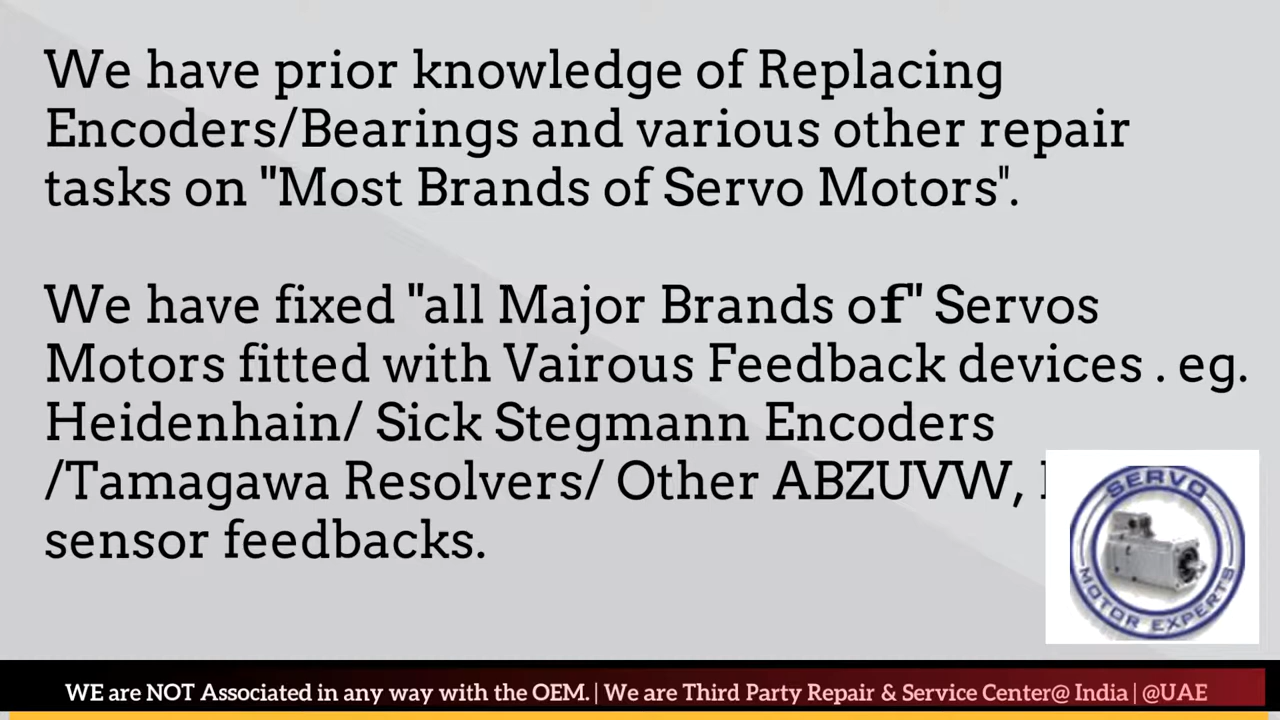 We have prior knowledge of Replacing
Encoders/Bearings and various other repair
tasks on "Most Brands of Servo Motors".
We have fixed "all Major Brands of" Servos
Motors fitted with Vairous Feedback devices . eg.
Heidenhain/ Sick Stegmann Encoders
/Tamagawa Resolvers/ Other ABZUVW,
sensor feedbacks.
SERVO
MOTOR EXPERTS
WE are NOT Associated in any way with the OEM. | We are Third Party Repair & Service Center@ India | @UAE